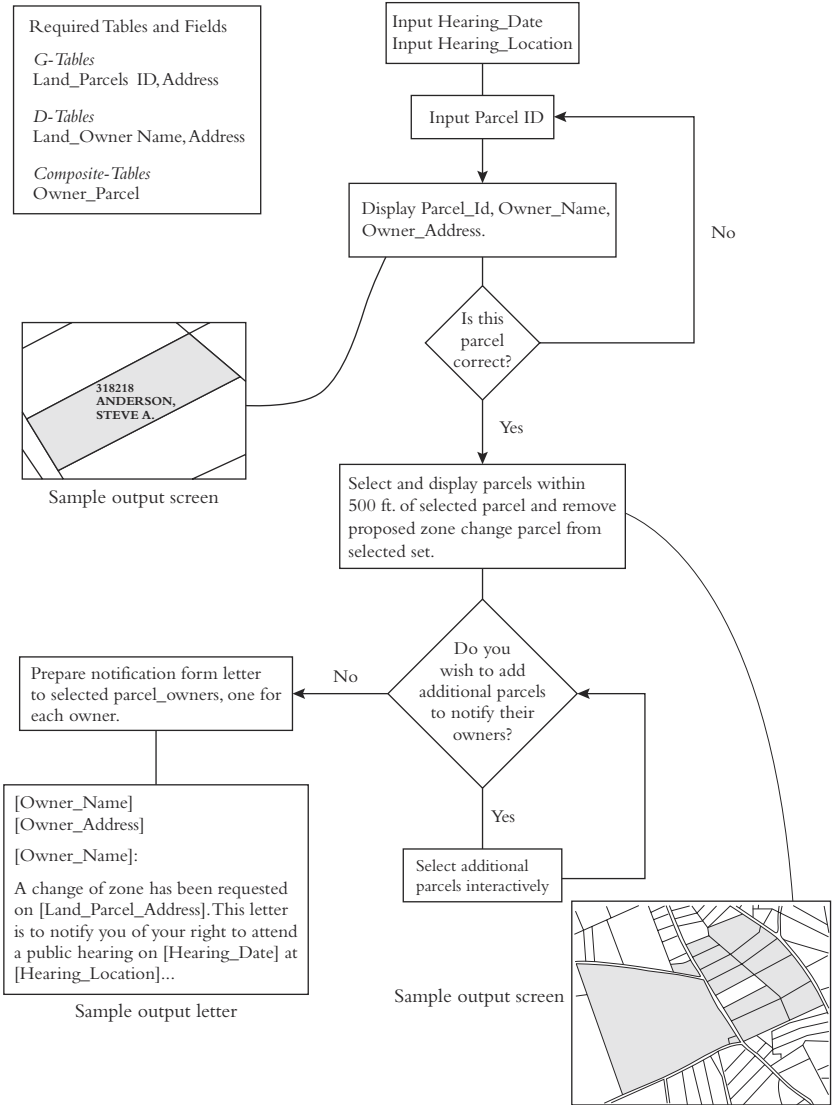 Required Tables and Fields
G-Tables
Land_Parcels ID, Address
D-Tables
Land_Owner Name, Address
Composite-Tables
Owner_Parcel
Input Hearing_Date
Input Hearing_Location
Input Parcel ID
Display Parcel_Id, Owner_Name,
Owner_Address.
No
Is this
parcel
correct?
318218
ANDERSON,
STEVE A.
Sample output screen
Yes
Select and display parcels within
500 ft. of selected parcel and remove
proposed zone change parcel from
selected set.
Do you
wish to add
additional parcels
to notify their
owners?
No
Prepare notification form letter
to selected parcel_owners, one for
each owner.
Yes
Select additional
parcels interactively
[Owner_Name]
[Owner_Address]
[Owner_Name]:
A change of zone has been requested
on [Land_Parcel_Address]. This letter
is to notify you of your right to attend
a public hearing on [Hearing_Date] at
[Hearing_Location]...
Sample output letter
Sample output screen